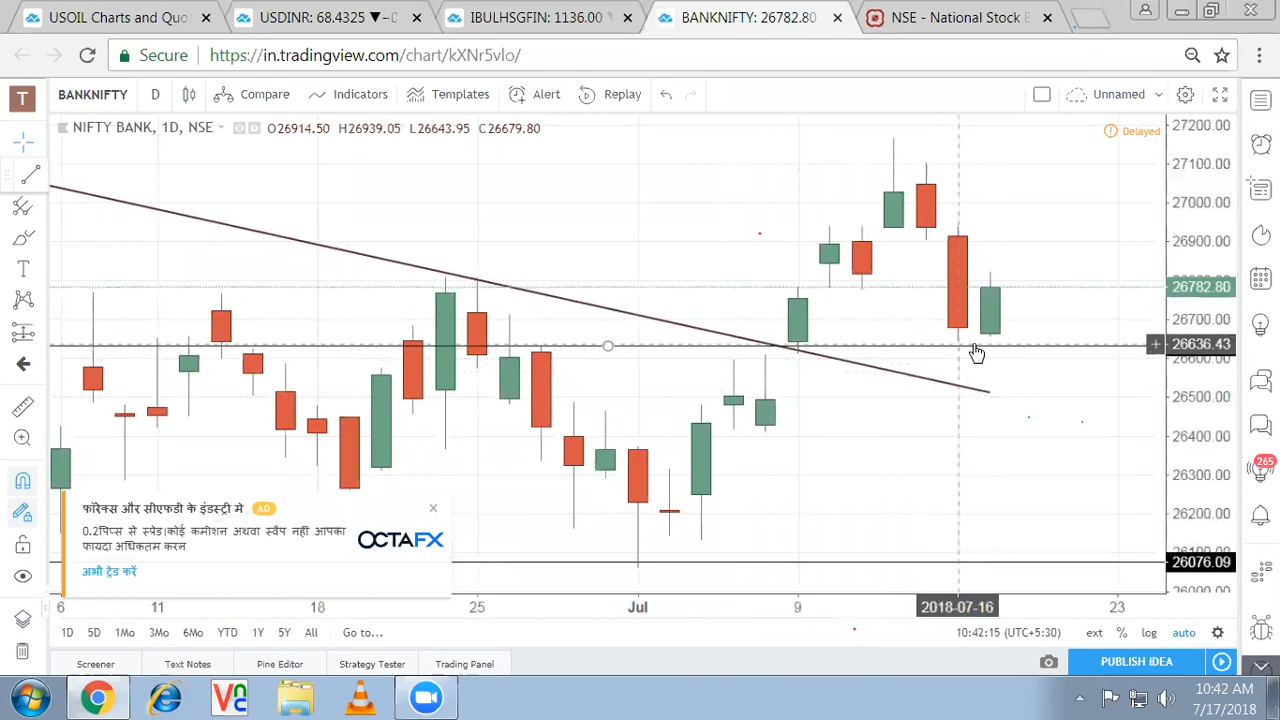 USOIL Charts and Quo
USDINR: 68.4325 ▼−
IBULHSGFIN: 1136.00
BANKNIFTY: 26782.80
NSE - National Stock E
Secure
https://in.tradingview.com/chart/kXNr5vlo/
T
BANKNIFTY
D
Compare
Indicators
Templates
Alert
Replay
Unnamed
NIFTY BANK, 1D, NSE
O26914.50 H26939.05 L26643.95 C26679.80
Delayed
27200.00
27100.00
27000.00
26900.00
26782.80
26700.00
26636.43
26600.00
26500.00
26400.00
26300.00
26200.00
26076.09
265
फॉरेक्स और सीएफडी के इंडस्ट्री मे AD
0.2पिप्स से स्प्रेड।कोई कमीशन अथवा स्वैप नहीं आपका
फायदा अधिकतम करन
अभी ट्रेड करें
OCTAFX
6 11 18 25 Jul 9 2018-07-16 23
1D 5D 1Mo 3Mo 6Mo YTD 1Y 5Y All Go to...
10:42:15 (UTC+5:30) ext % log auto
Screener
Text Notes
Pine Editor
Strategy Tester
Trading Panel
PUBLISH IDEA
10:42 AM
7/17/2018